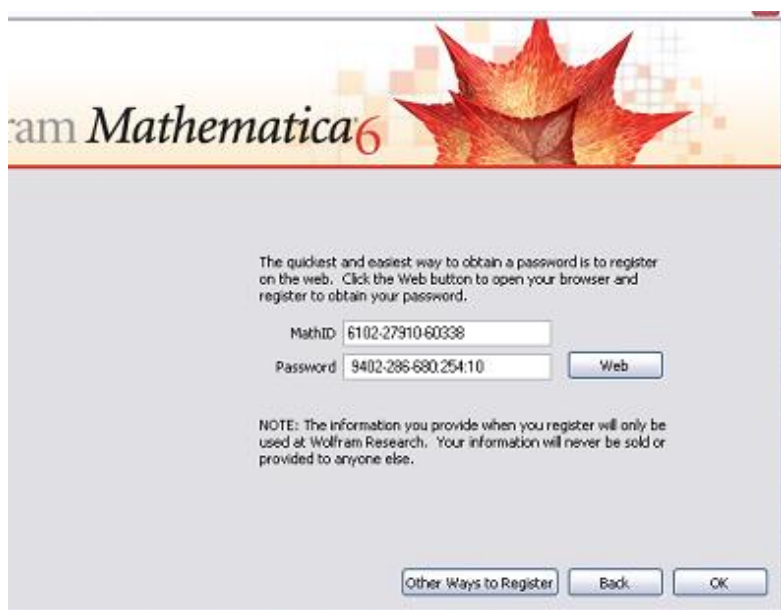 ram Mathematica 6
The quickest and easiest way to obtain a password is to register
on the web. Click the Web button to open your browser and
register to obtain your password.
MathID 6102-27910-60338
Password 9402-286-680:254:10 Web
NOTE: The information you provide when you register will only be
used at Wolfram Research. Your information will never be sold or
provided to anyone else.
Other Ways to Register Back OK